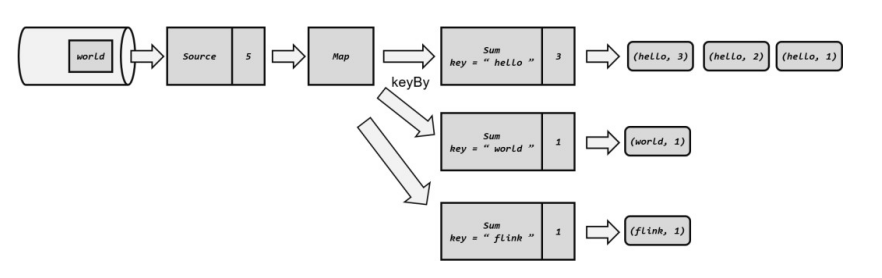 world
Source 5
Map
keyBy
Sum
key = “ hello ” 3
(hello, 3) (hello, 2) (hello, 1)
Sum
key = “ world ” 1
(world, 1)
Sum
key = “ flink ” 1
(flink, 1)